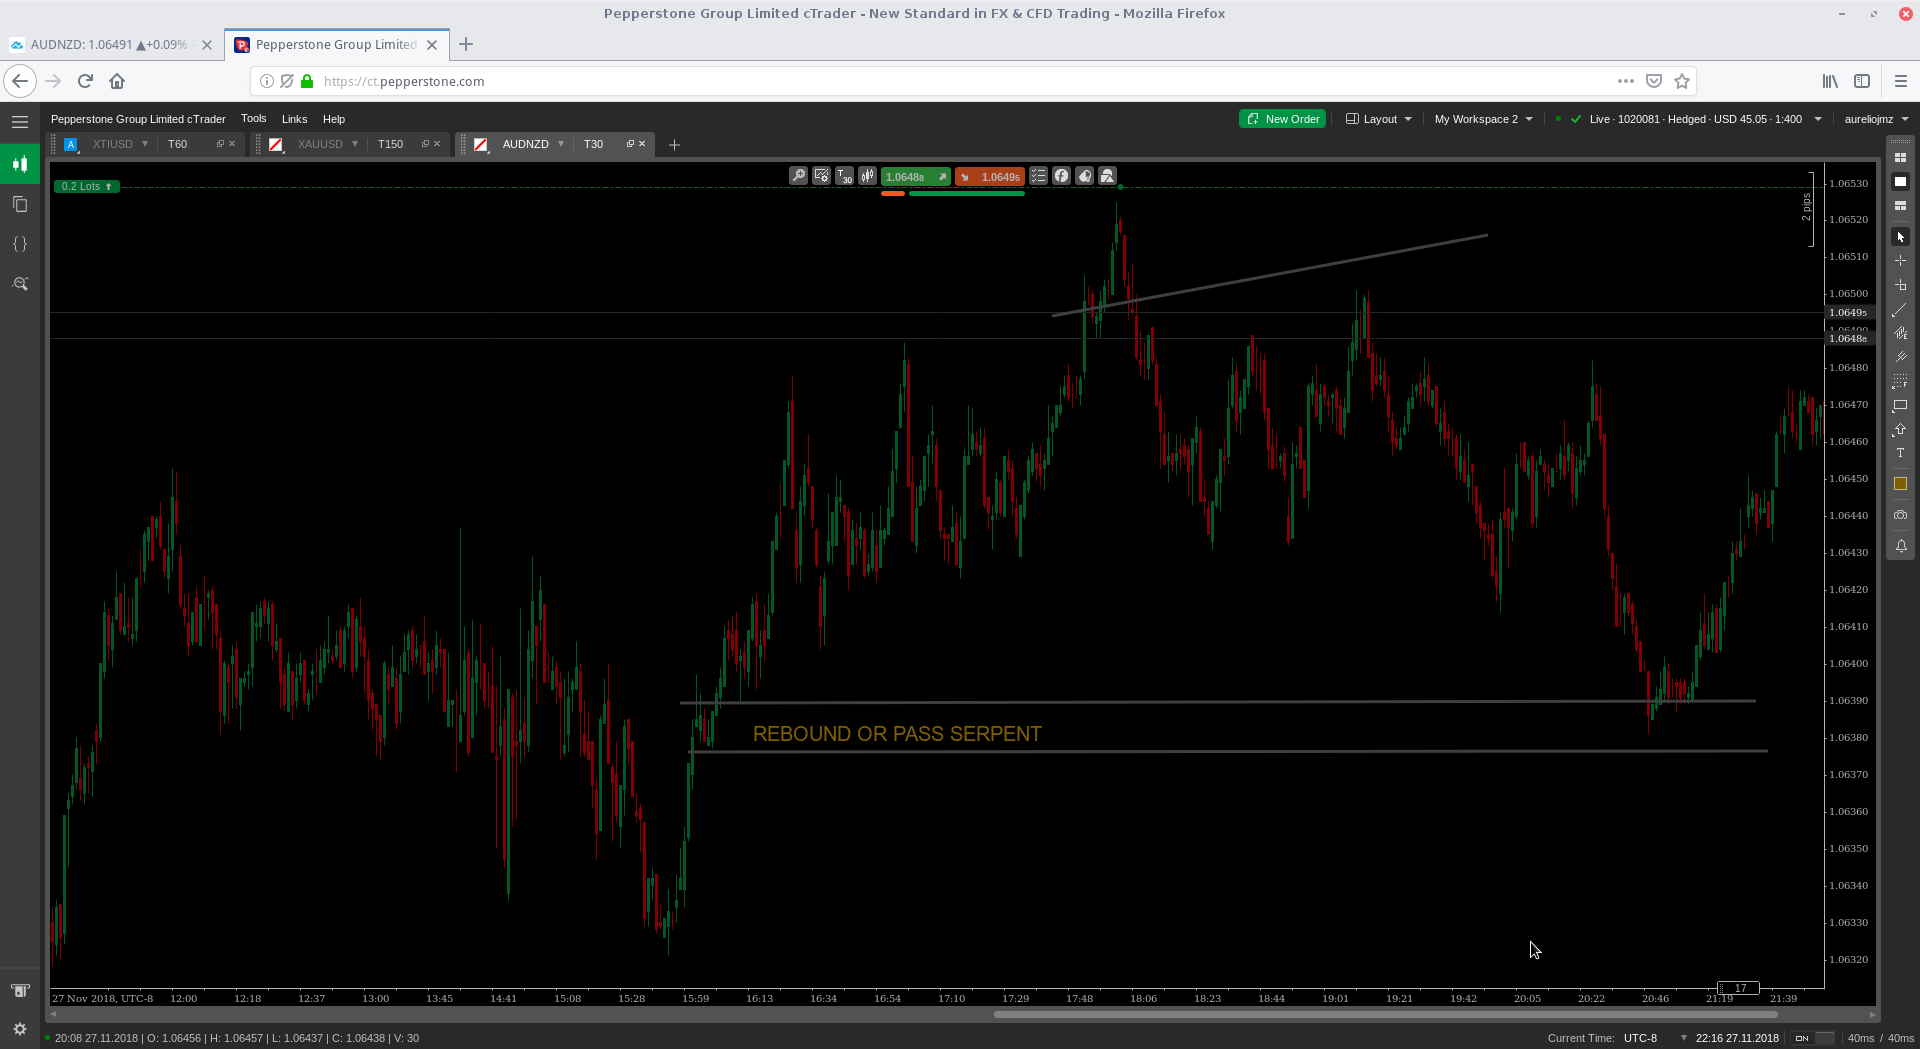 Pepperstone Group Limited cTrader - New Standard in FX & CFD Trading - Mozilla Firefox
AUDNZD: 1.06491 ▲+0.09%
Pepperstone Group Limited
https://ct.pepperstone.com
Pepperstone Group Limited cTrader Tools Links Help
New Order Layout My Workspace 2 Live · 1020081 · Hedged · USD 45.05 · 1:400 aureliojmz
A XTIUSD T60 XAUUSD T150 AUDNZD T30
0.2 Lots
T30
1.06488 1.06495
2 pips
1.06530
1.06520
1.06510
1.06500
1.06495
1.06488
1.06480
1.06470
1.06460
1.06450
1.06440
1.06430
1.06420
1.06410
1.06400
1.06390
1.06380
1.06370
1.06360
1.06350
1.06340
1.06330
1.06320
T
REBOUND OR PASS SERPENT
17
27 Nov 2018, UTC-8 12:00 12:18 12:37 13:00 13:45 14:41 15:08 15:28 15:59 16:13 16:34 16:54 17:10 17:29 17:48 18:06 18:23 18:44 19:01 19:21 19:42 20:05 20:22 20:46 21:19 21:39
20:08 27.11.2018 | O: 1.06456 | H: 1.06457 | L: 1.06437 | C: 1.06438 | V: 30
Current Time: UTC-8 22:16 27.11.2018 ON 40ms / 40ms